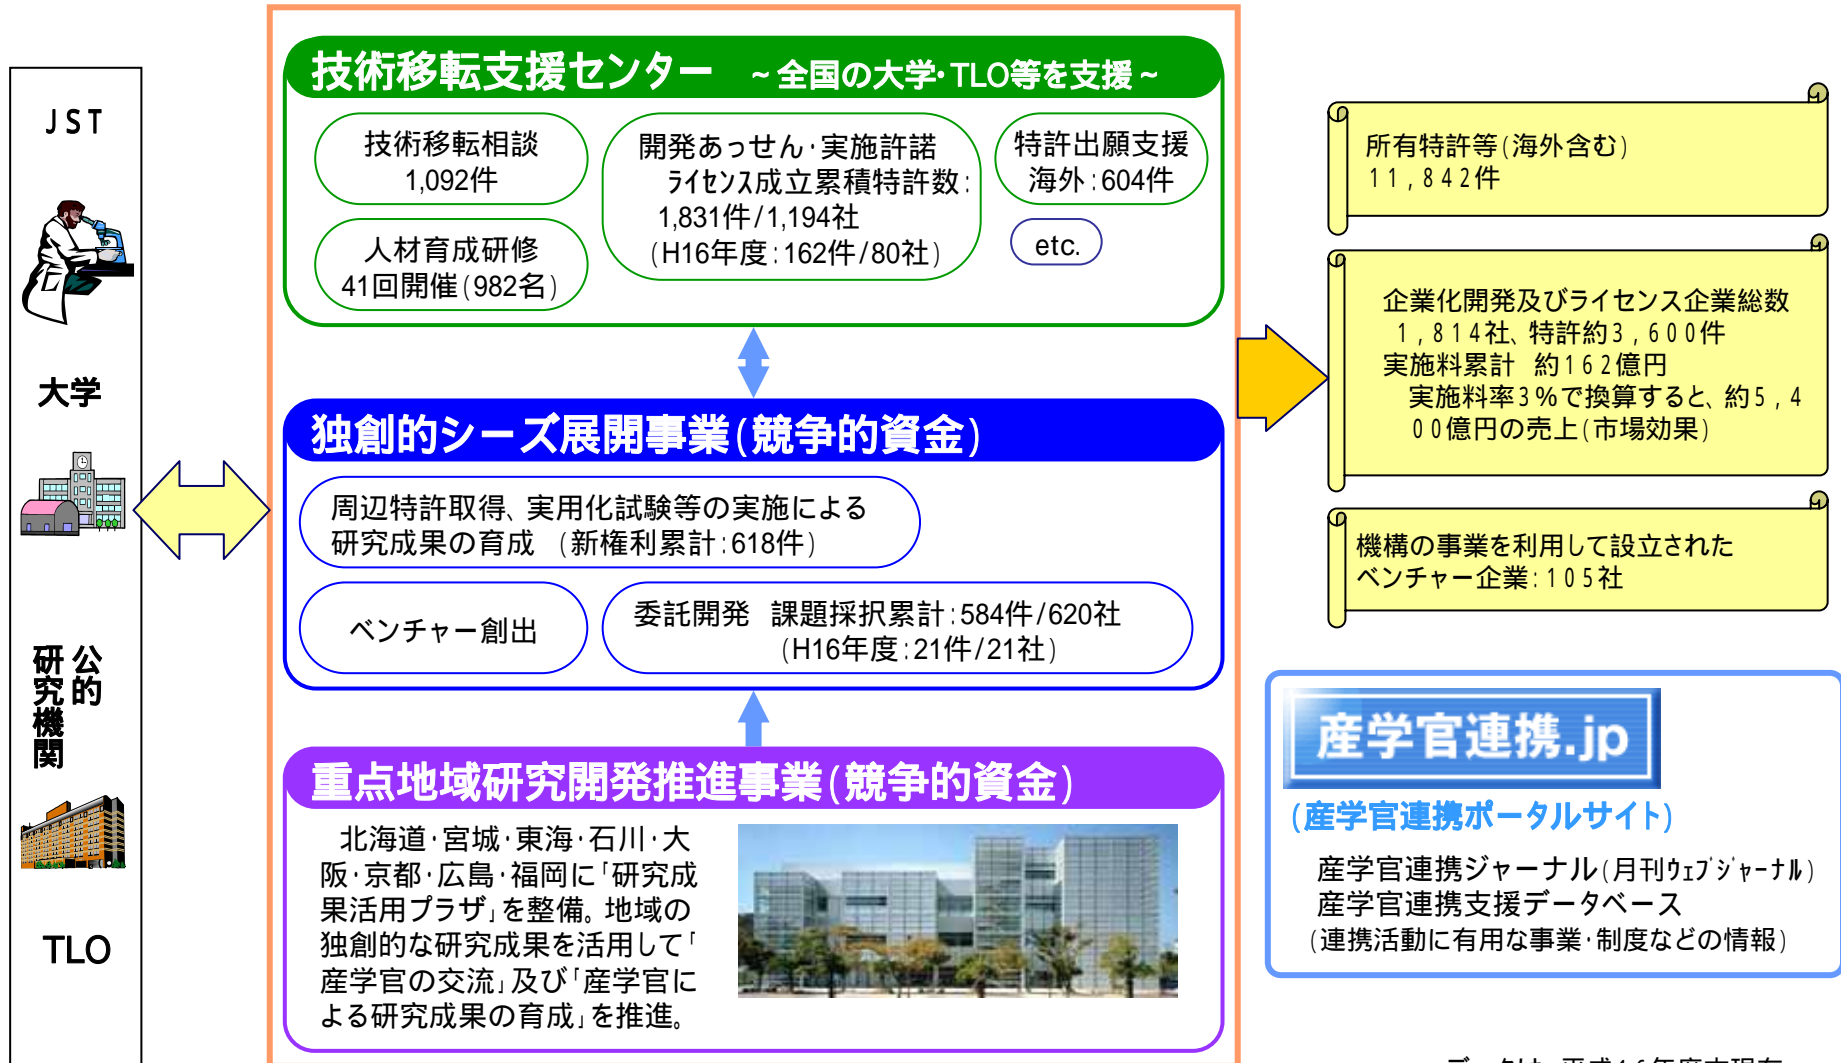 JST
大学
公的
研究機関
TLO
技術移転支援センター ~全国の大学・TLO等を支援~
技術移転相談
1,092件
人材育成研修
41回開催(982名)
開発あっせん・実施許諾
ライセンス成立累積特許数:
1,831件/1,194社
(H16年度:162件/80社)
特許出願支援
海外:604件
etc.
独創的シーズ展開事業(競争的資金)
周辺特許取得、実用化試験等の実施による
研究成果の育成 (新権利累計:618件)
ベンチャー創出
委託開発 課題採択累計:584件/620社
(H16年度:21件/21社)
重点地域研究開発推進事業(競争的資金)
北海道・宮城・東海・石川・大
阪・京都・広島・福岡に「研究成
果活用プラザ」を整備。地域の
独創的な研究成果を活用して「
産学官の交流」及び「産学官に
よる研究成果の育成」を推進。
所有特許等(海外含む)
11,842件
企業化開発及びライセンス企業総数
1,814社、特許約3,600件
実施料累計 約162億円
実施料率3%で換算すると、約5,4
00億円の売上(市場効果)
機構の事業を利用して設立された
ベンチャー企業:105社
産学官連携.jp
(産学官連携ポータルサイト)
産学官連携ジャーナル(月刊ウェブジャーナル)
産学官連携支援データベース
(連携活動に有用な事業・制度などの情報)
データは、平成16年度末現在